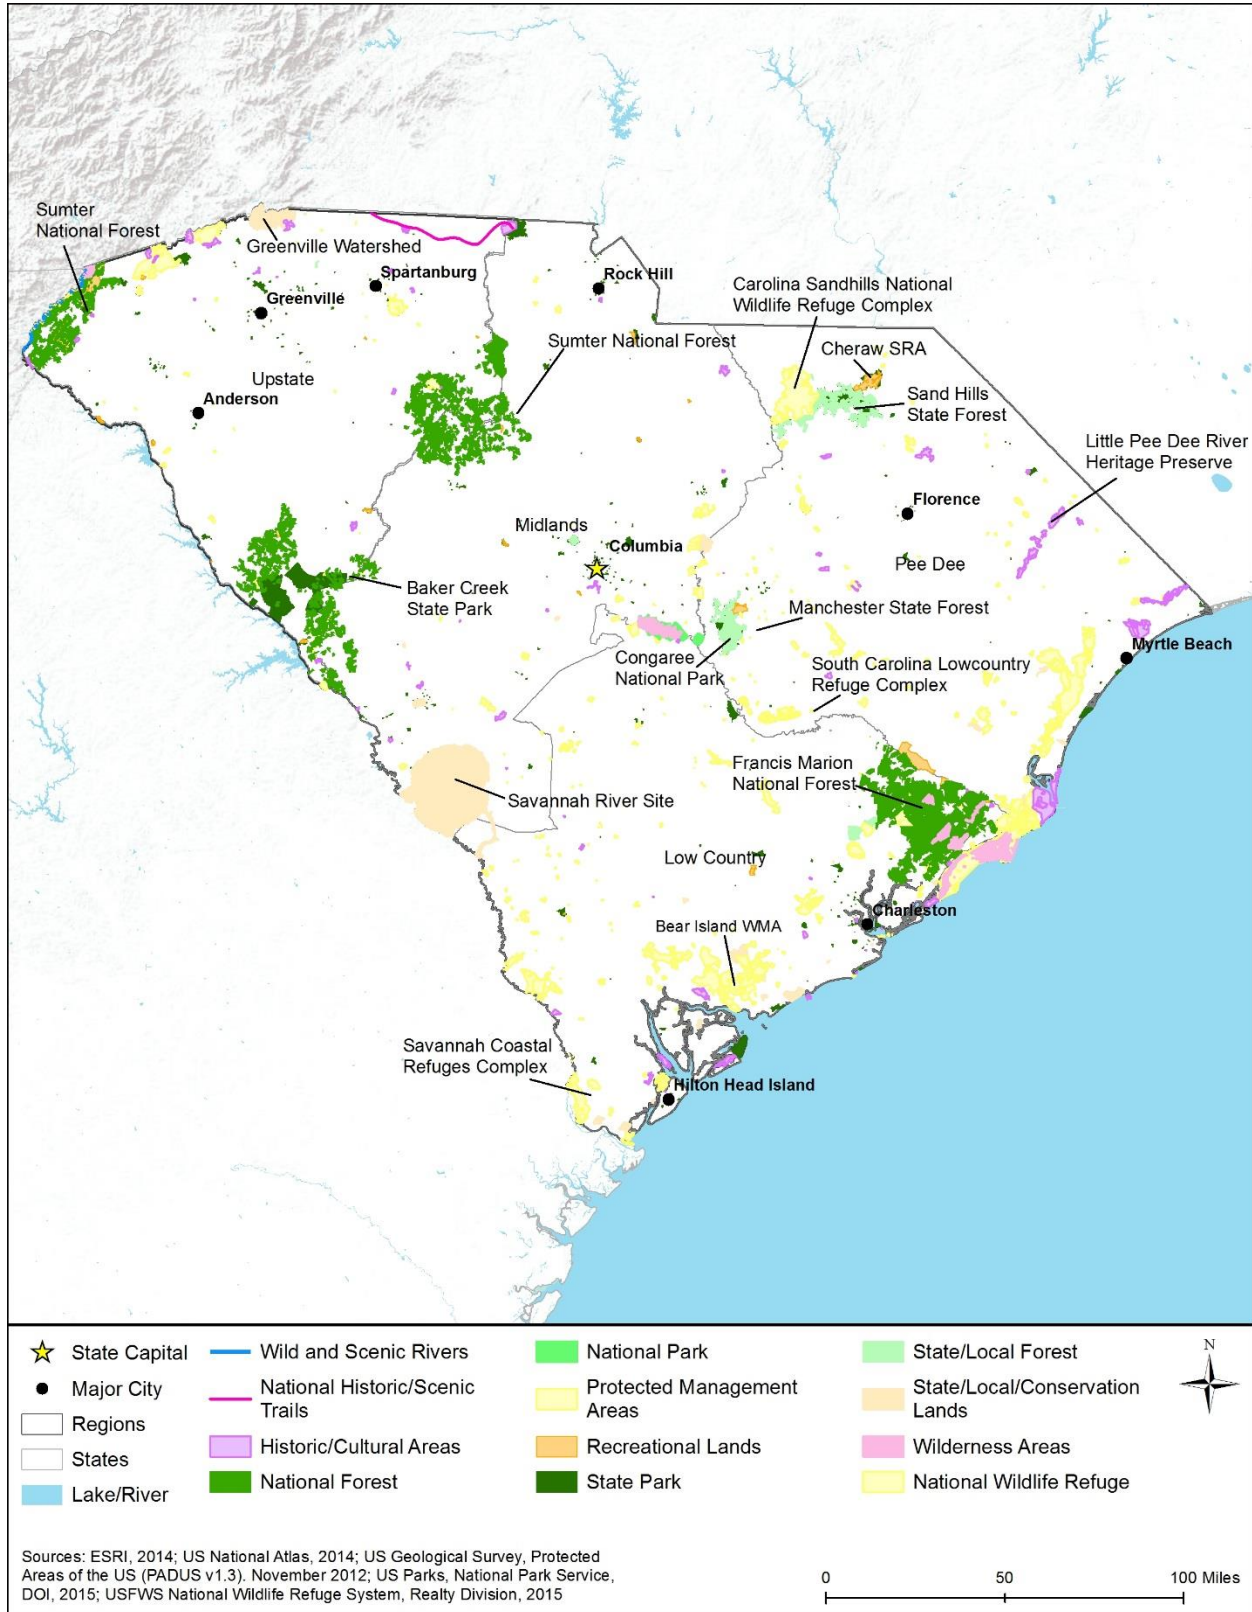 Sumter
National Forest
Greenville Watershed
Spartanburg
Greenville
Rock Hill
Carolina Sandhills National
Wildlife Refuge Complex
Sumter National Forest
Cheraw SRA
Upstate
Anderson
Sand Hills
State Forest
Little Pee Dee River
Heritage Preserve
Florence
Midlands
Columbia
Pee Dee
Baker Creek
State Park
Manchester State Forest
Congaree
National Park
Myrtle Beach
South Carolina Lowcountry
Refuge Complex
Francis Marion
National Forest
Savannah River Site
Low Country
Charleston
Bear Island WMA
Savannah Coastal
Refuges Complex
Hilton Head Island
State Capital
Major City
Regions
States
Lake/River
Wild and Scenic Rivers
National Historic/Scenic
Trails
Historic/Cultural Areas
National Forest
National Park
Protected Management
Areas
Recreational Lands
State Park
State/Local Forest
State/Local/Conservation
Lands
Wilderness Areas
National Wildlife Refuge
N
Sources: ESRI, 2014; US National Atlas, 2014; US Geological Survey, Protected
Areas of the US (PADUS v1.3). November 2012; US Parks, National Park Service,
DOI, 2015; USFWS National Wildlife Refuge System, Realty Division, 2015
0 50 100 Miles